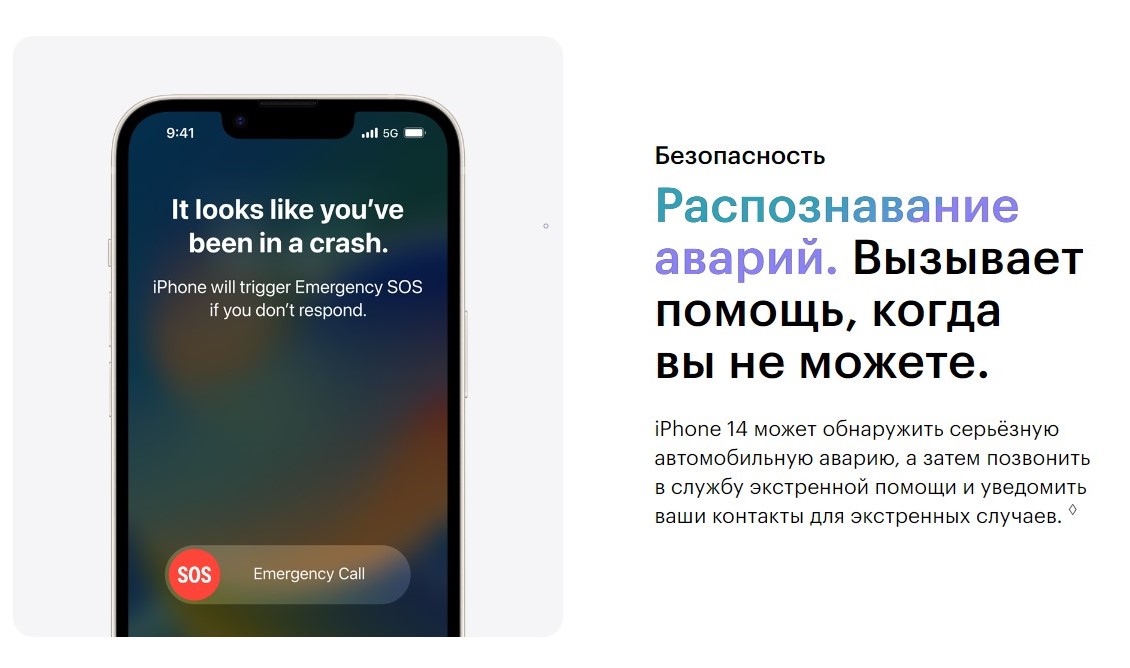 9:41
5G
It looks like you’ve
been in a crash.
iPhone will trigger Emergency SOS
if you don’t respond.
SOS
Emergency Call
Безопасность
Распознавание
аварий. Вызывает
помощь, когда
вы не можете.
iPhone 14 может обнаружить серьёзную
автомобильную аварию, а затем позвонить
в службу экстренной помощи и уведомить
ваши контакты для экстренных случаев. ◊